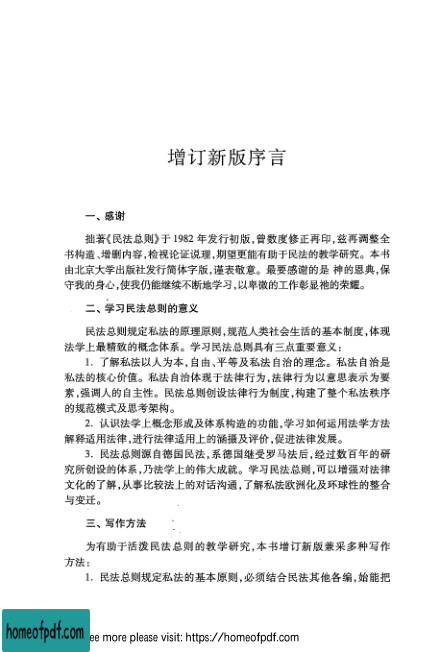 增订新版序言
一、感谢
拙著《民法总则》于1982年发行初版,曾数度修正再印,兹再调整全
书构造、增删内容,检视论证说理,期望更能有助于民法的教学研究。本书
由北京大学出版社发行简体字版,谨表敬意。最要感谢的是 神的恩典,保
守我的身心,使我仍能继续不断地学习,以卑微的工作彰显祂的荣耀。
二、学习民法总则的意义
民法总则规定私法的原理原则,规范人类社会生活的基本制度,体现
法学上最精致的概念体系。学习民法总则具有三点重要意义:
1. 了解私法以人为本,自由、平等及私法自治的理念。私法自治是
私法的核心价值。私法自治体现于法律行为,法律行为以意思表示为要
素,强调人的自主性。民法总则创设法律行为制度,构建了整个私法秩序
的规范模式及思考架构。
2. 认识法学上概念形成及体系构造的功能,学习如何运用法学方法
解释适用法律,进行法律适用上的涵摄及评价,促进法律发展。
3. 民法总则源自德国民法,系德国继受罗马法后,经过数百年的研
究所创设的体系,乃法学上的伟大成就。学习民法总则,可以增强对法律
文化的了解,从事比较法上的对话沟通,了解私法欧洲化及环球性的整合
与变迁。
三、写作方法
为有助于活泼民法总则的教学研究,本书增订新版兼采多种写作
方法:
1. 民法总则规定私法的基本原则,必须结合民法其他各编,始能把
homeofpdf.com
ee more please visit: https://homeofpdf.com